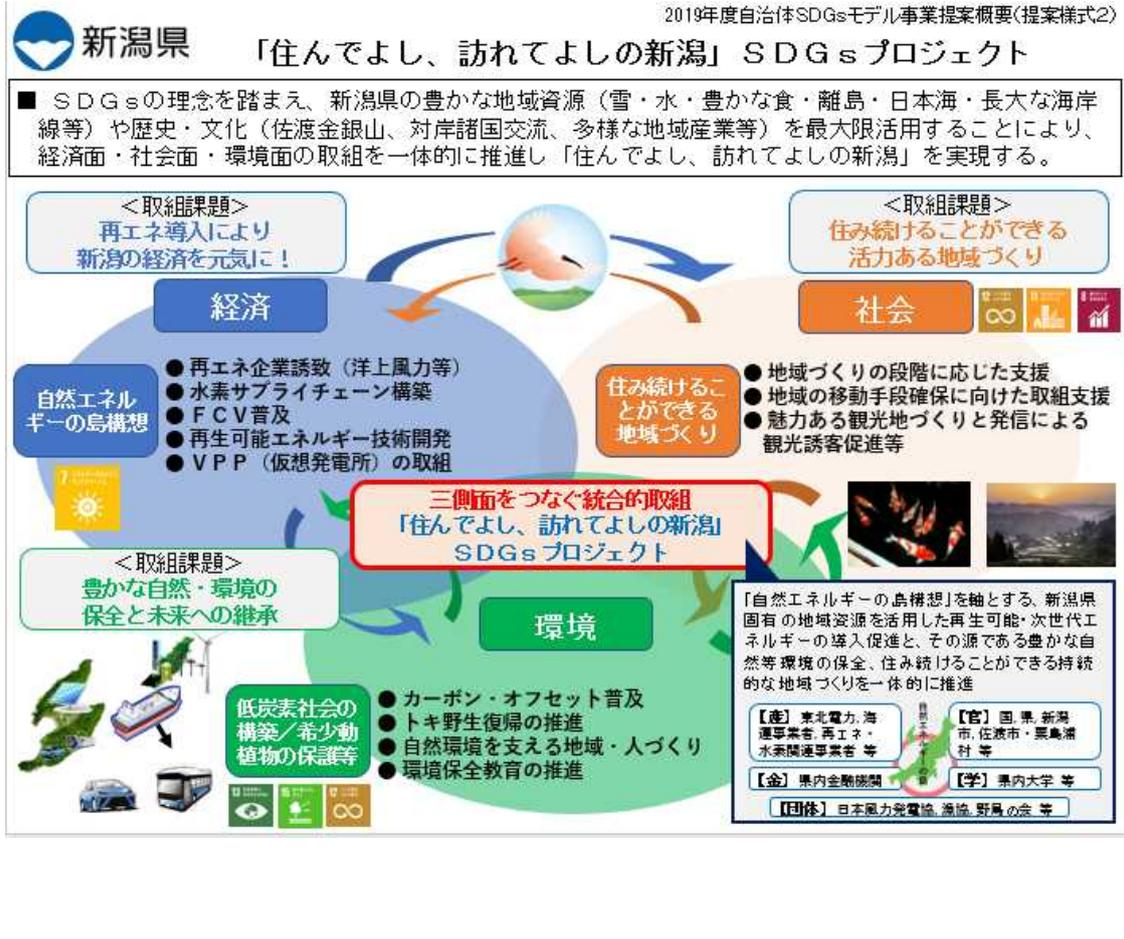 2019年度自治体SDGsモデル事業提案概要(提案様式2)
新潟県
「住んでよし、訪れてよしの新潟」ＳＤＧｓプロジェクト
■ ＳＤＧｓの理念を踏まえ、新潟県の豊かな地域資源（雪・水・豊かな食・離島・日本海・長大な海岸
線等）や歴史・文化（佐渡金銀山、対岸諸国交流、多様な地域産業等）を最大限活用することにより、
経済面・社会面・環境面の取組を一体的に推進し「住んでよし、訪れてよしの新潟」を実現する。
＜取組課題＞
再エネ導入により
新潟の経済を元気に！
経済
自然エネル
ギーの島構想
● 再エネ企業誘致（洋上風力等）
● 水素サプライチェーン構築
● ＦＣＶ普及
● 再生可能エネルギー技術開発
● ＶＰＰ（仮想発電所）の取組
7
＜取組課題＞
住み続けることができる
活力ある地域づくり
社会
12
11
8
住み続けるこ
とができる
地域づくり
● 地域づくりの段階に応じた支援
● 地域の移動手段確保に向けた取組支援
● 魅力ある観光地づくりと発信による
観光誘客促進等
三側面をつなぐ統合的取組
「住んでよし、訪れてよしの新潟」
ＳＤＧｓプロジェクト
＜取組課題＞
豊かな自然・環境の
保全と未来への継承
環境
低炭素社会の
構築／希少動
植物の保護等
● カーボン・オフセット普及
● トキ野生復帰の推進
● 自然環境を支える地域・人づくり
● 環境保全教育の推進
13
15
12
「自然エネルギーの島構想」を軸とする、新潟県
固有の地域資源を活用した再生可能・次世代エ
ネルギーの導入促進と、その源である豊かな自
然等環境の保全、住み続けることができる持続
的な地域づくりを一体的に推進
【産】東北電力、海
運事業者、再エネ・
水素関連事業者 等
【官】国、県、新潟
市、佐渡市・粟島浦
村 等
自然エネルギーの島
【金】県内金融機関
【学】県内大学 等
【団体】日本風力発電協、漁協、野鳥の会 等